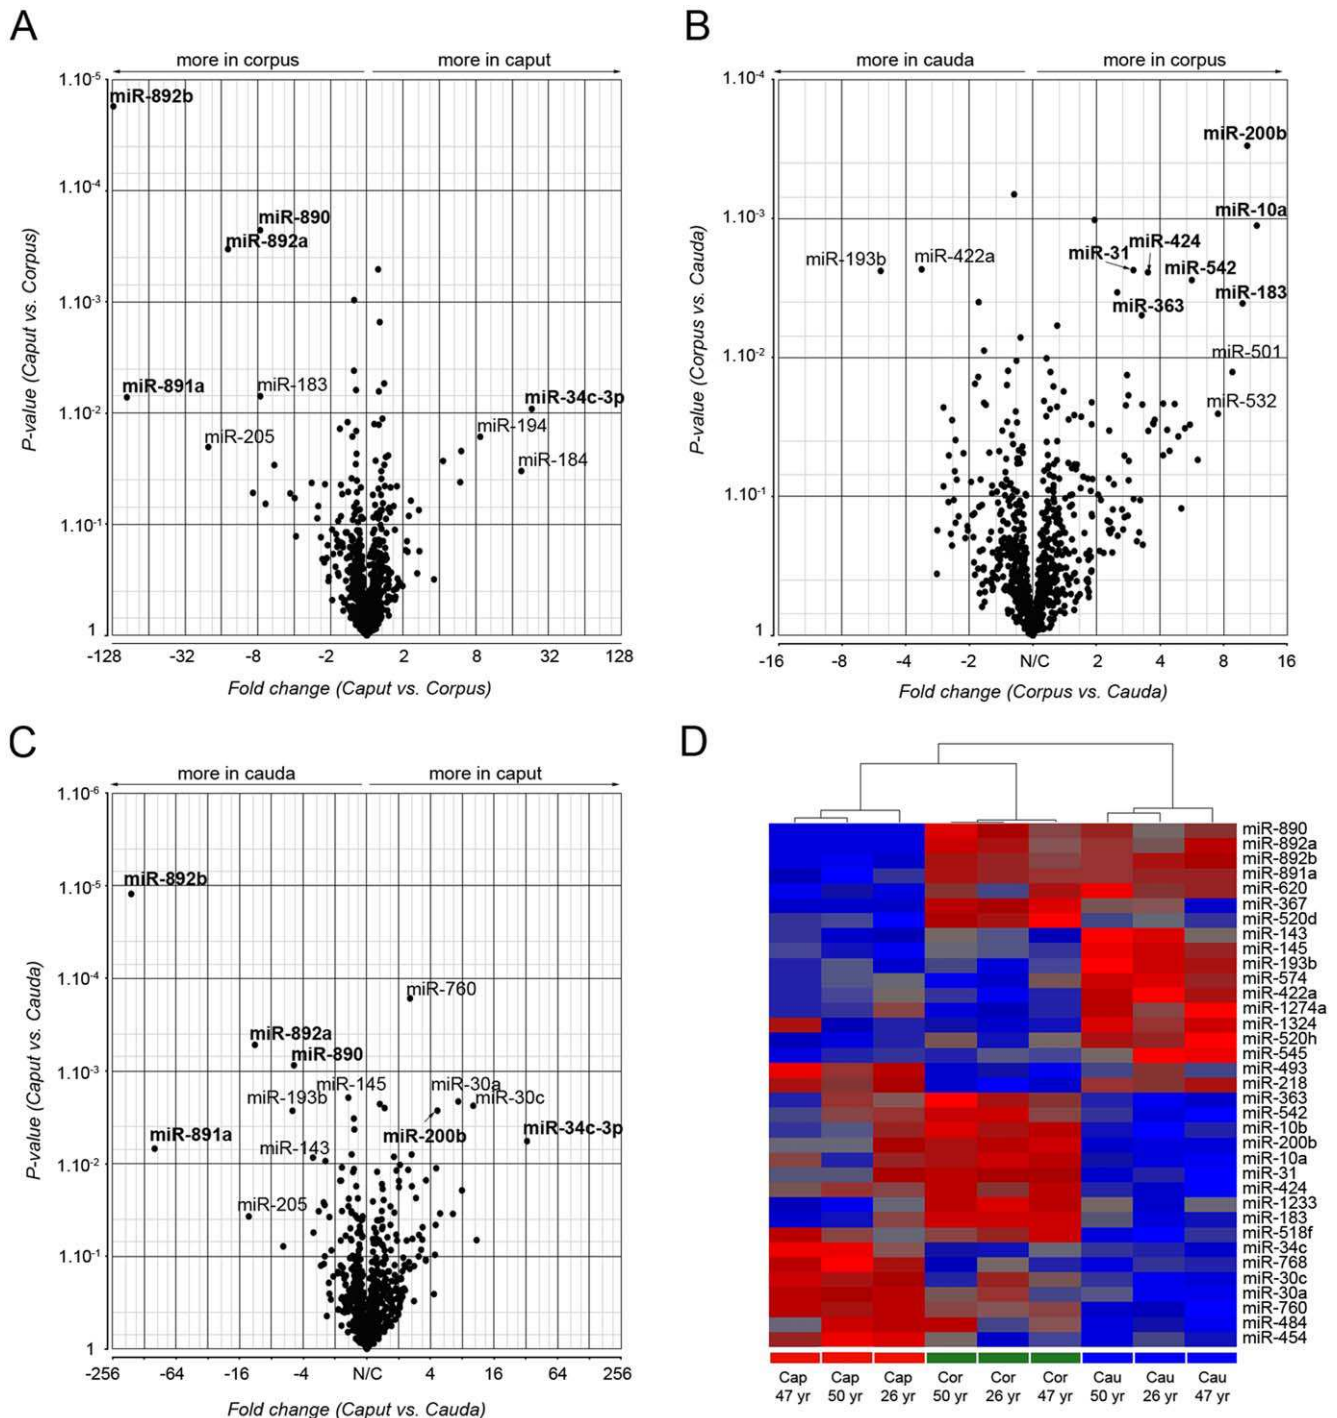 A
more in corpus
more in caput
1.10-5
1.10-4
1.10-3
1.10-2
1.10-1
1
P-value (Caput vs. Corpus)
miR-892b
miR-890
miR-892a
miR-891a
miR-183
miR-34c-3p
miR-194
miR-205
miR-184
-128 -32 -8 -2 2 8 32 128
Fold change (Caput vs. Corpus)
B
more in cauda
more in corpus
1.10-4
1.10-3
1.10-2
1.10-1
1
P-value (Corpus vs. Cauda)
miR-200b
miR-10a
miR-424
miR-31
miR-193b
miR-422a
miR-542
miR-183
miR-363
miR-501
miR-532
-16 -8 -4 -2 N/C 2 4 8 16
Fold change (Corpus vs. Cauda)
C
more in cauda
more in caput
1.10-6
1.10-5
1.10-4
1.10-3
1.10-2
1.10-1
1
P-value (Caput vs. Cauda)
miR-892b
miR-760
miR-892a
miR-890
miR-145
miR-30a
miR-193b
miR-30c
miR-891a
miR-200b
miR-34c-3p
miR-143
miR-205
-256 -64 -16 -4 N/C 4 16 64 256
Fold change (Caput vs. Cauda)
D
miR-890
miR-892a
miR-892b
miR-891a
miR-620
miR-367
miR-520d
miR-143
miR-145
miR-193b
miR-574
miR-422a
miR-1274a
miR-1324
miR-520h
miR-545
miR-493
miR-218
miR-363
miR-542
miR-10b
miR-200b
miR-10a
miR-31
miR-424
miR-1233
miR-183
miR-518f
miR-34c
miR-768
miR-30c
miR-30a
miR-760
miR-484
miR-454
Cap Cap Cap Cor Cor Cor Cau Cau Cau
47 yr 50 yr 26 yr 50 yr 26 yr 47 yr 50 yr 26 yr 47 yr